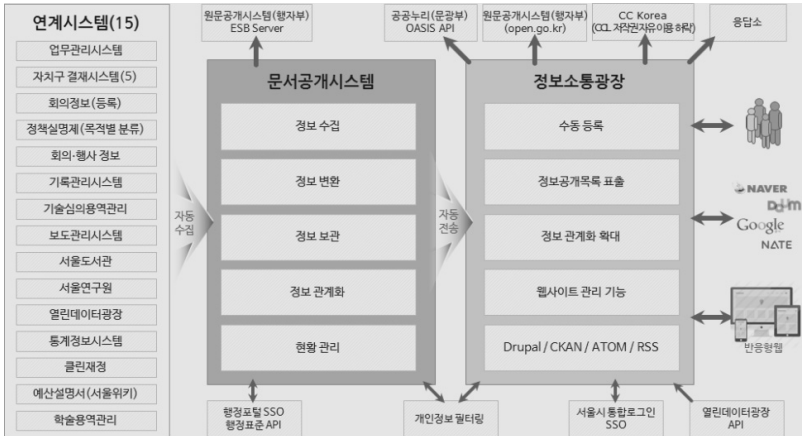 연계시스템(15)
업무관리시스템
자치구 결재시스템(5)
회의정보(등록)
정책실명제(목적별 분류)
회의·행사 정보
기록관리시스템
기술심의용역관리
보도관리시스템
서울도서관
서울연구원
열린데이터광장
통계정보시스템
클린재정
예산설명서(서울위키)
학술용역관리
자동
수집
원문공개시스템(행자부)
ESB Server
공공누리(문광부)
OASIS API
원문공개시스템(행자부)
(open.go.kr)
CC Korea
(CCL 저작권자유이용허락)
응답소
문서공개시스템
정보 수집
정보 변환
정보 보관
정보 관계화
현황 관리
자동
전송
정보소통광장
수동 등록
정보공개목록 표출
정보 관계화 확대
웹사이트 관리 기능
Drupal / CKAN / ATOM / RSS
NAVER
Daum
Google
NATE
반응형웹
행정포털 SSO
행정표준 API
개인정보 필터링
서울시 통합로그인
SSO
열린데이터광장
API